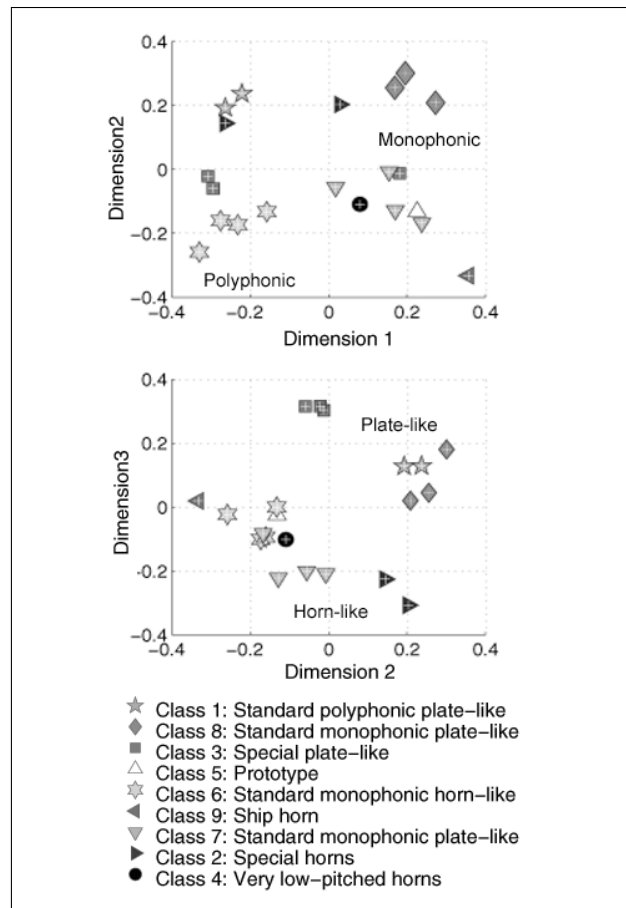 0.4
0.2
0
-0.2
-0.4
Dimension2
Monophonic
Polyphonic
-0.4
-0.2
0
0.2
0.4
Dimension 1
0.4
0.2
0
-0.2
-0.4
Dimension3
Plate-like
Horn-like
-0.4
-0.2
0
0.2
0.4
Dimension 2
Class 1: Standard polyphonic plate-like
Class 8: Standard monophonic plate-like
Class 3: Special plate-like
Class 5: Prototype
Class 6: Standard monophonic horn-like
Class 9: Ship horn
Class 7: Standard monophonic plate-like
Class 2: Special horns
Class 4: Very low-pitched horns